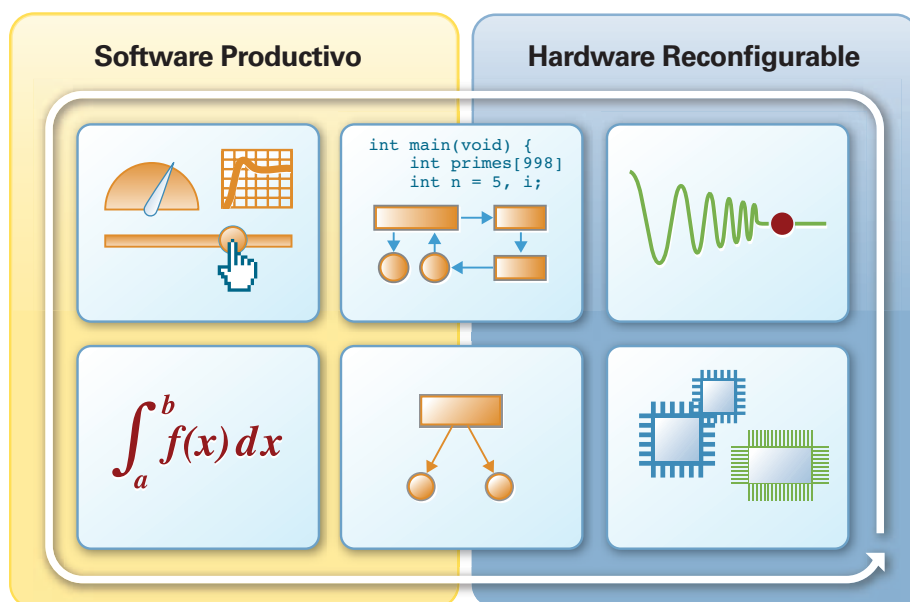 Software Productivo
Hardware Reconfigurable
int main(void) {
int primes[998]
int n = 5, i;
∫ₐᵇ f(x) dx